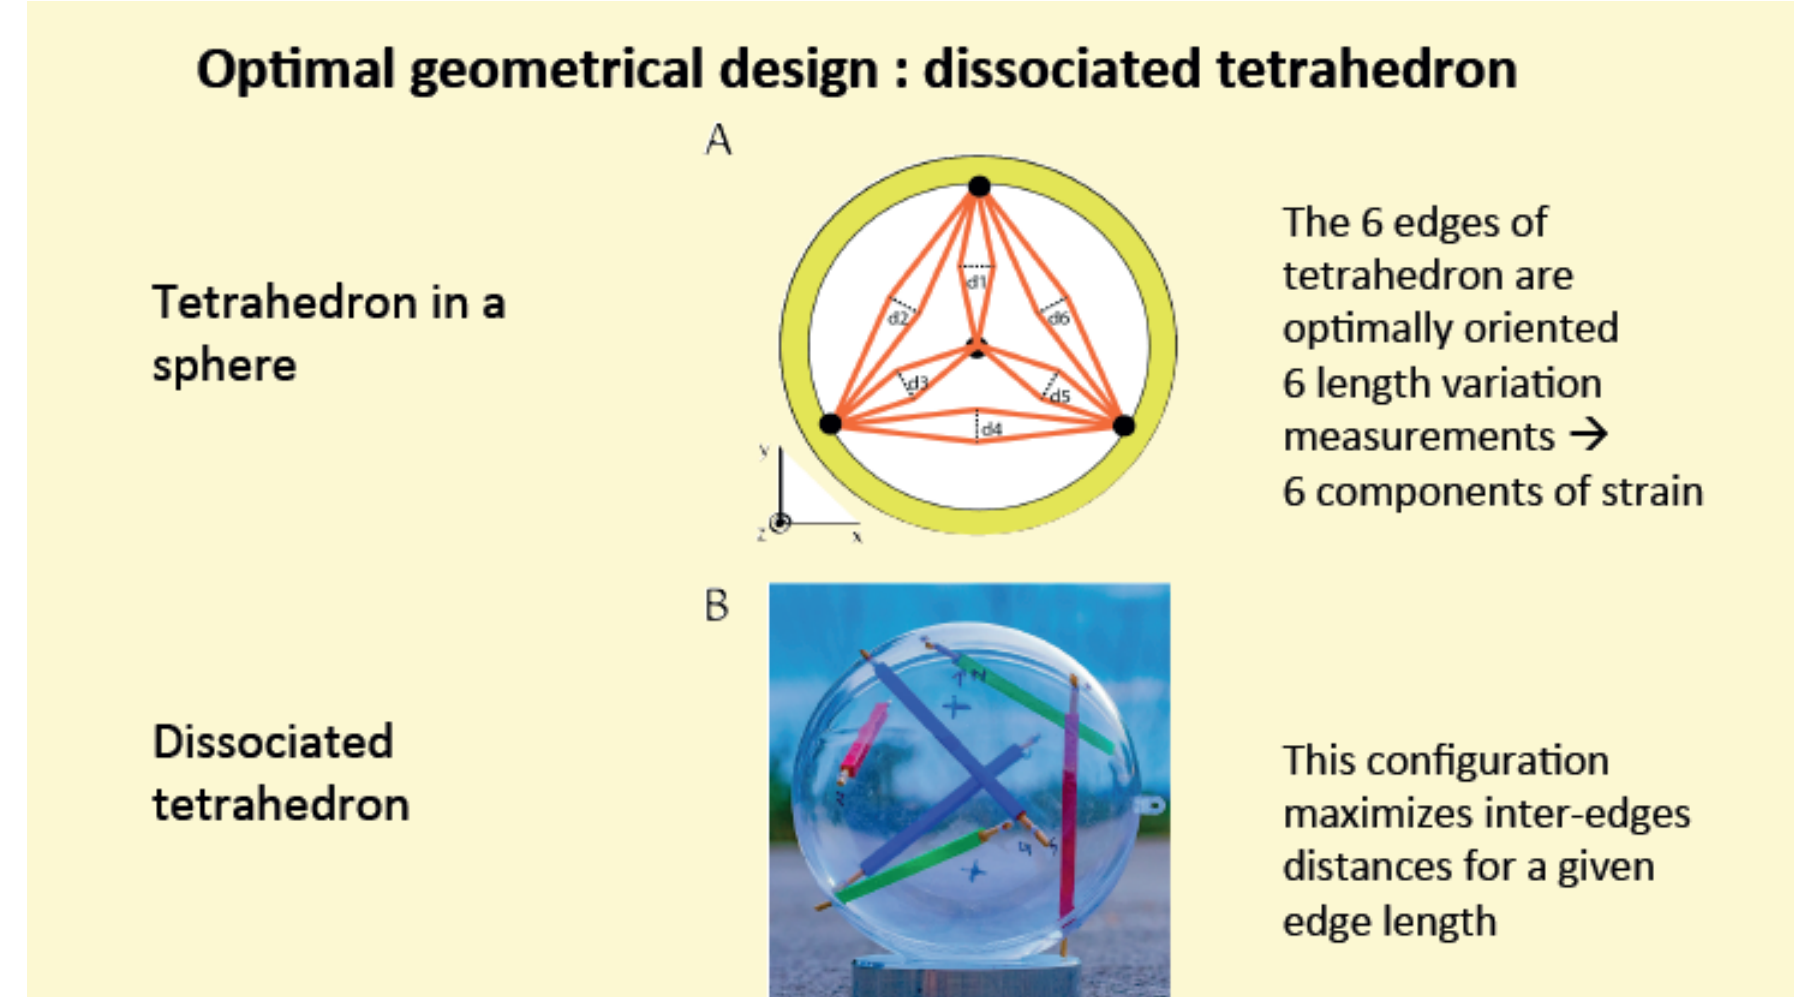 Optimal geometrical design : dissociated tetrahedron
A
Tetrahedron in a
sphere
d1
d2
d6
d3
d5
d4
y
z
x
The 6 edges of
tetrahedron are
optimally oriented
6 length variation
measurements →
6 components of strain
B
Dissociated
tetrahedron
This configuration
maximizes inter-edges
distances for a given
edge length